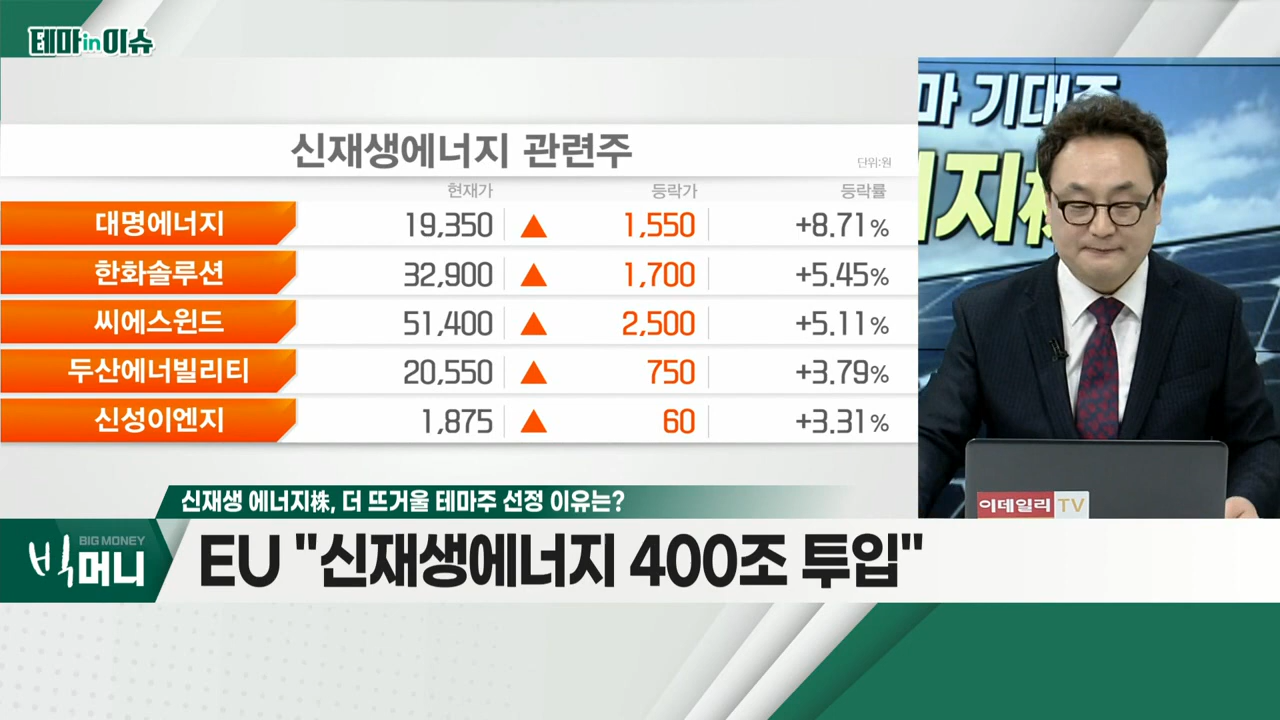 테마in이슈
마 기대주
지株
신재생에너지 관련주
단위:원
현재가 등락가 등락률
대명에너지 19,350 ▲ 1,550 +8.71%
한화솔루션 32,900 ▲ 1,700 +5.45%
씨에스윈드 51,400 ▲ 2,500 +5.11%
두산에너빌리티 20,550 ▲ 750 +3.79%
신성이엔지 1,875 ▲ 60 +3.31%
이데일리TV
신재생 에너지株, 더 뜨거울 테마주 선정 이유는?
BIG MONEY
빅머니
EU "신재생에너지 400조 투입"